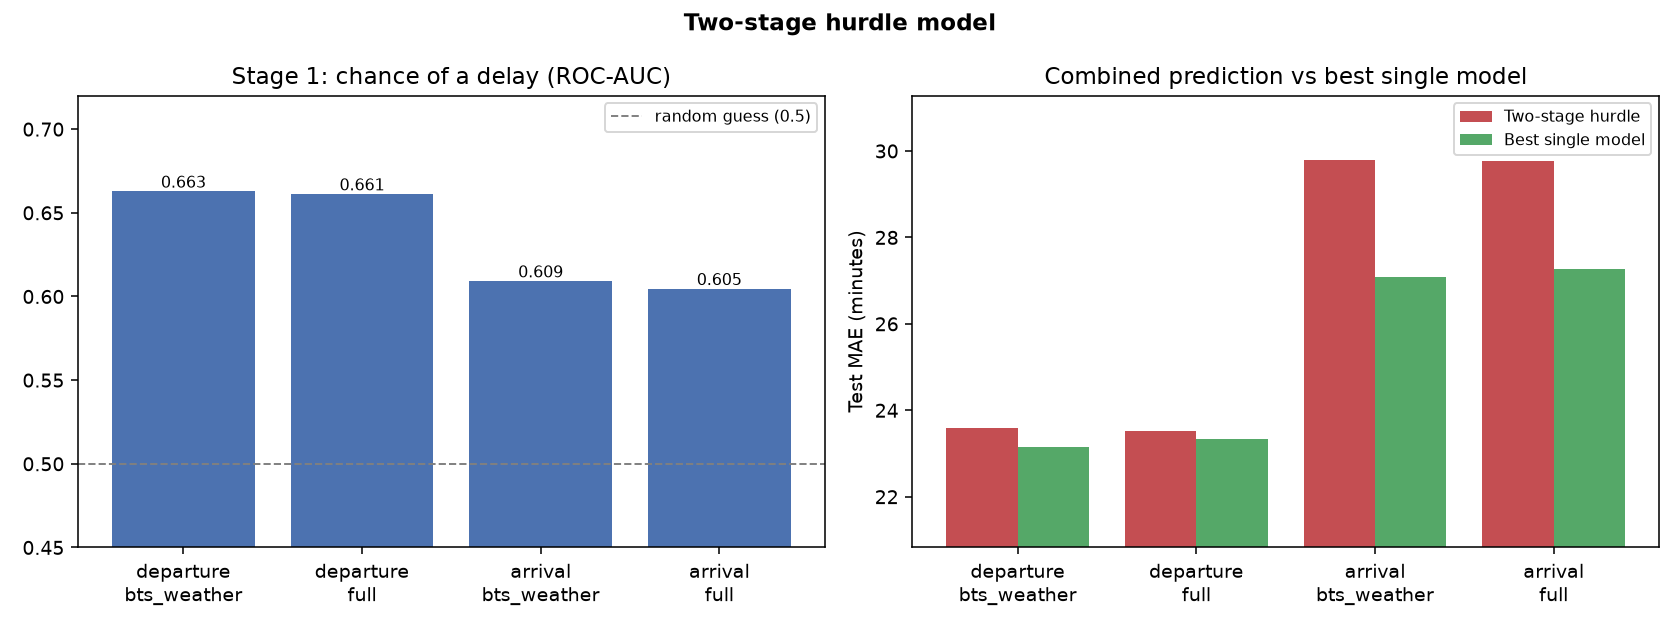 Two-stage hurdle model
Stage 1: chance of a delay (ROC-AUC)
random guess (0.5)
0.70
0.65
0.60
0.55
0.50
0.45
0.663
0.661
0.609
0.605
departure
bts_weather
departure
full
arrival
bts_weather
arrival
full
Combined prediction vs best single model
Two-stage hurdle
Best single model
Test MAE (minutes)
30
28
26
24
22
departure
bts_weather
departure
full
arrival
bts_weather
arrival
full